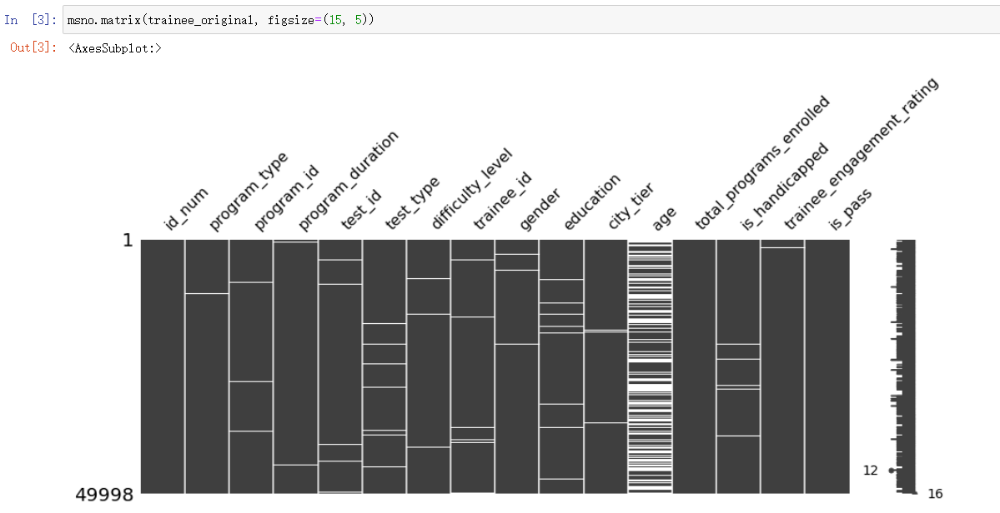 In [3]: msno.matrix(trainee_original, figsize=(15, 5))
Out[3]: <AxesSubplot:>
id_num
program_type
program_id
program_duration
test_id
test_type
difficulty_level
trainee_id
gender
education
city_tier
age
total_programs_enrolled
is_handicapped
trainee_engagement_rating
is_pass
1
12
49998
16